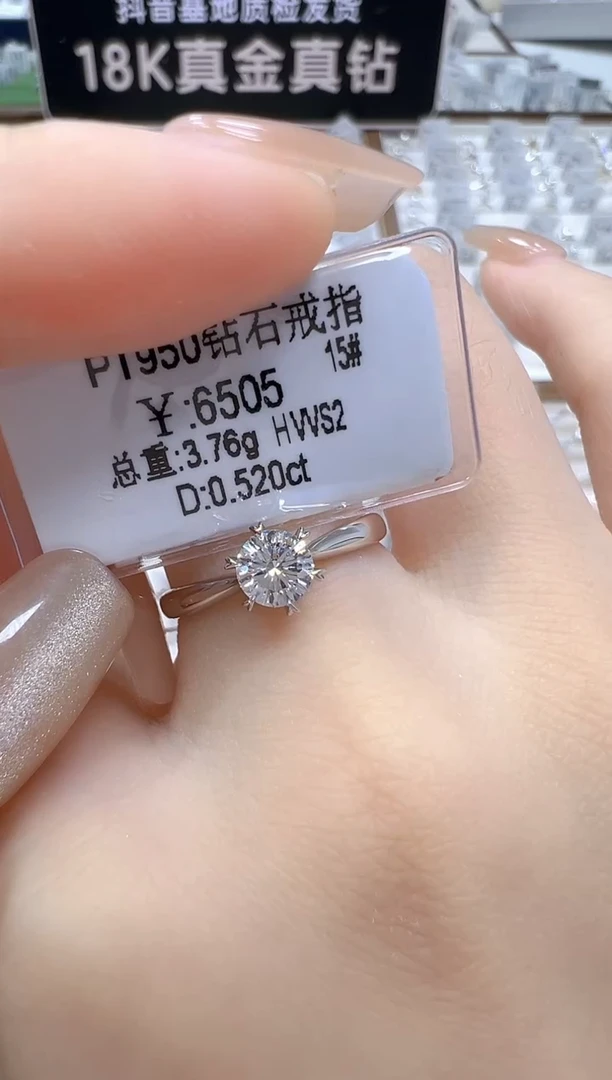 抖音基地质检发货
18K真金真钻
PT950钻石戒指
15#
¥:6505
总重:3.76g HVVS2
D:0.520ct